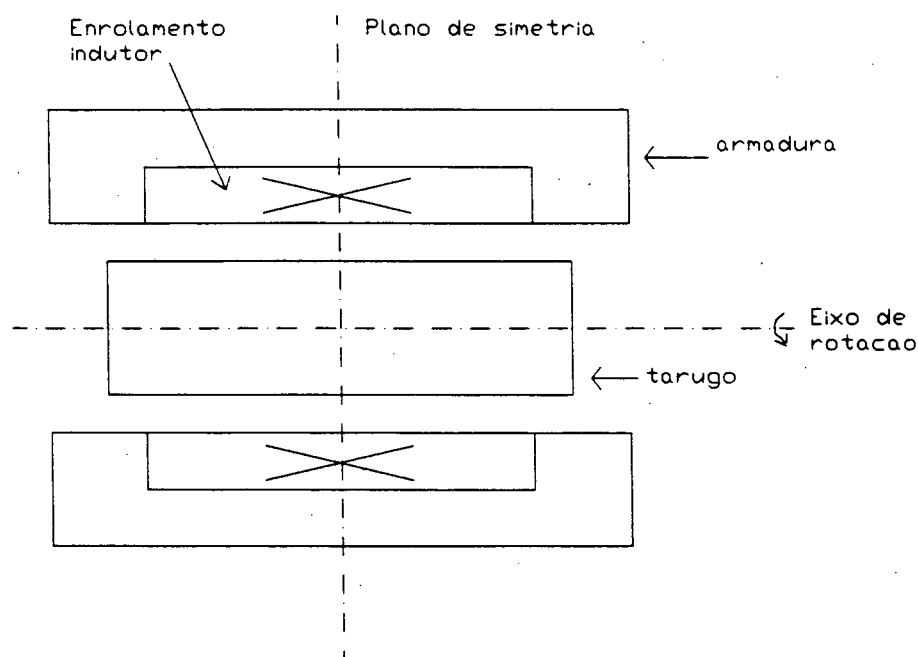 Enrolamento
indutor
Plano de simetria
armadura
Eixo de
rotacao
tarugo